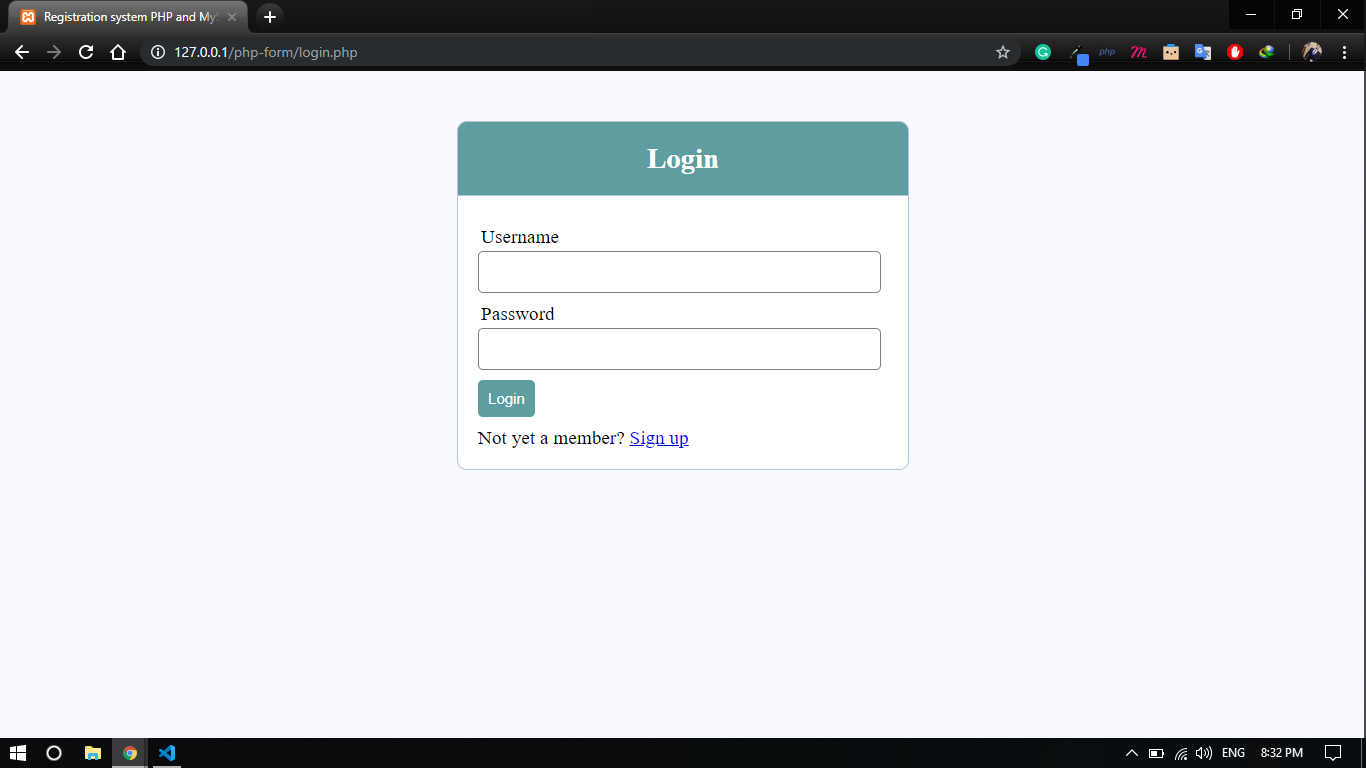 Registration system PHP and My
127.0.0.1/php-form/login.php
php
Login
Username
Password
Login
Not yet a member? Sign up
ENG
8:32 PM